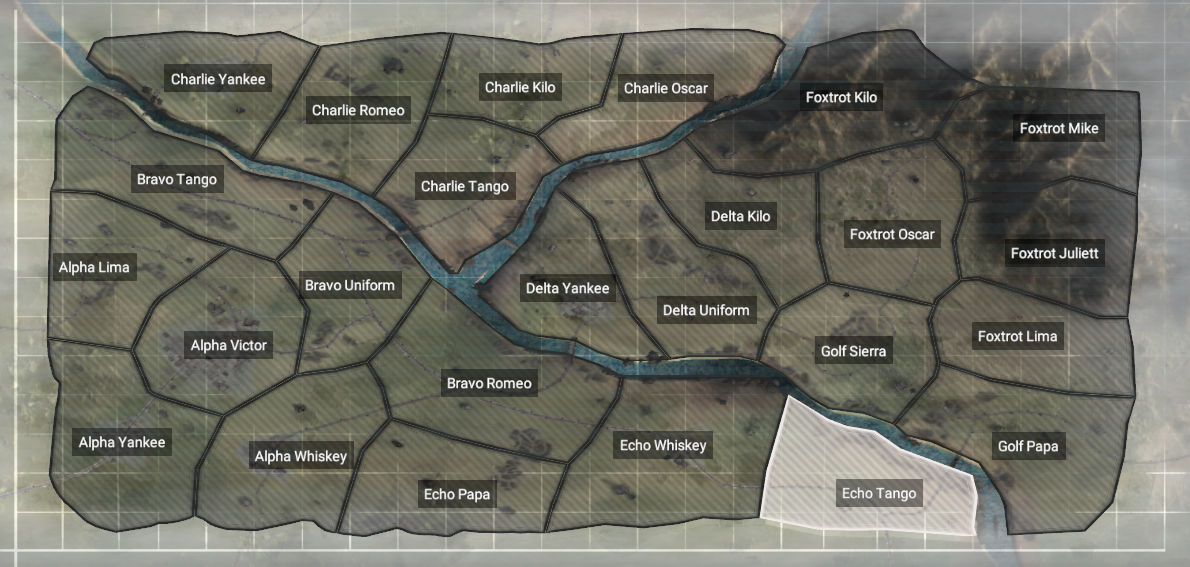 Charlie Yankee
Charlie Romeo
Charlie Kilo
Charlie Oscar
Foxtrot Kilo
Foxtrot Mike
Bravo Tango
Charlie Tango
Delta Kilo
Foxtrot Oscar
Foxtrot Juliett
Alpha Lima
Bravo Uniform
Delta Yankee
Delta Uniform
Foxtrot Lima
Alpha Victor
Golf Sierra
Bravo Romeo
Alpha Yankee
Alpha Whiskey
Echo Whiskey
Golf Papa
Echo Papa
Echo Tango